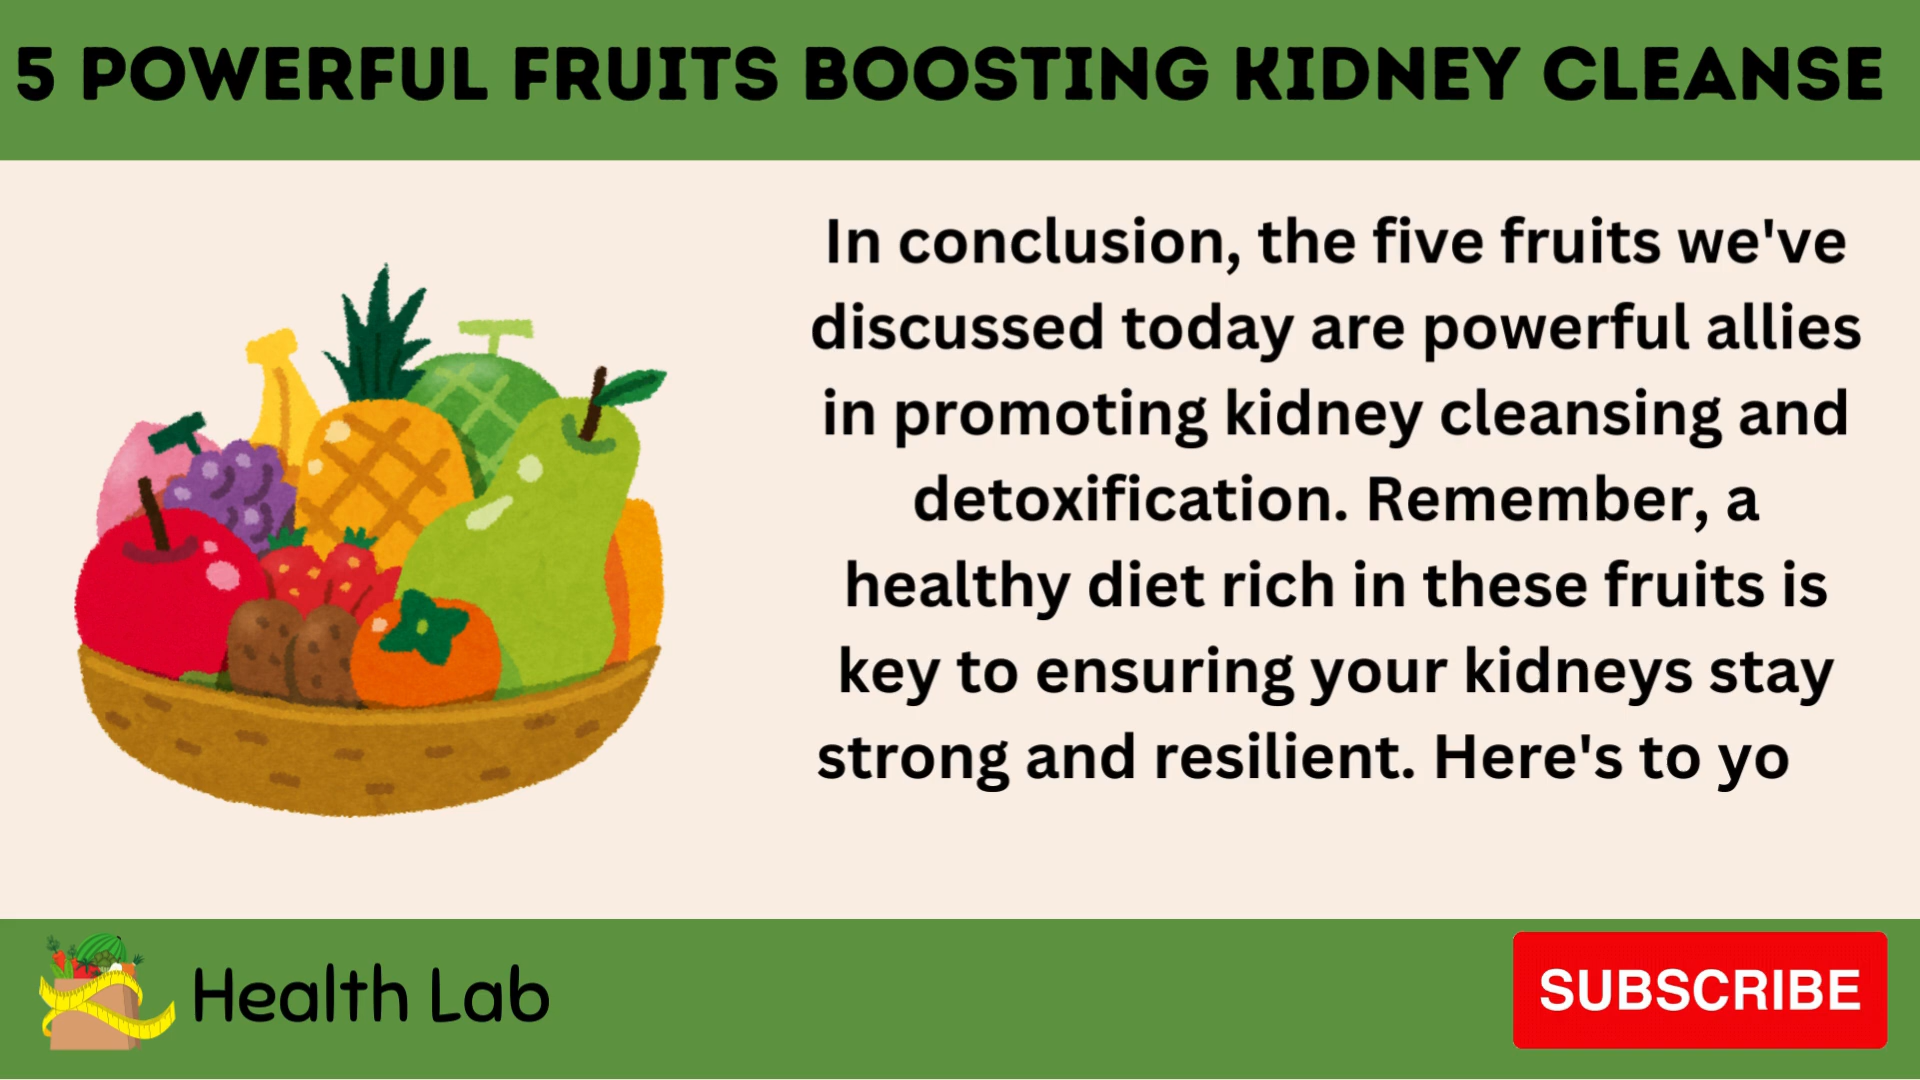 5 POWERFUL FRUITS BOOSTING KIDNEY CLEANSE
In conclusion, the five fruits we've
discussed today are powerful allies
in promoting kidney cleansing and
detoxification. Remember, a
healthy diet rich in these fruits is
key to ensuring your kidneys stay
strong and resilient. Here's to yo
Health Lab
SUBSCRIBE